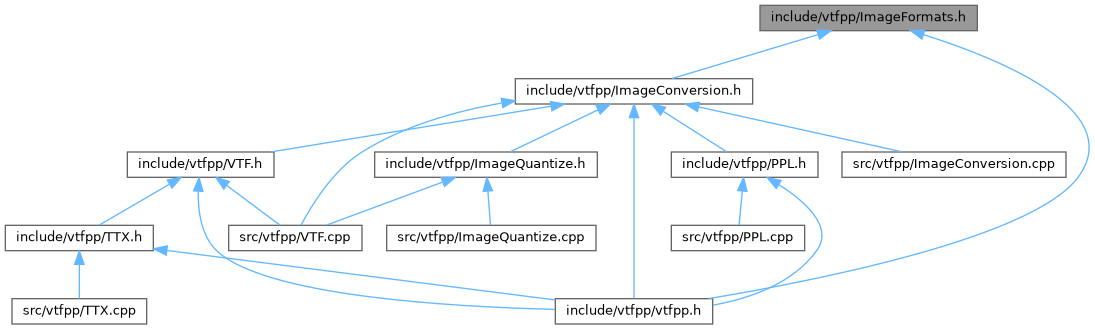 include/vtfpp/ImageFormats.h
include/vtfpp/ImageConversion.h
include/vtfpp/VTF.h
include/vtfpp/ImageQuantize.h
include/vtfpp/PPL.h
src/vtfpp/ImageConversion.cpp
include/vtfpp/TTX.h
src/vtfpp/VTF.cpp
src/vtfpp/ImageQuantize.cpp
src/vtfpp/PPL.cpp
src/vtfpp/TTX.cpp
include/vtfpp/vtfpp.h